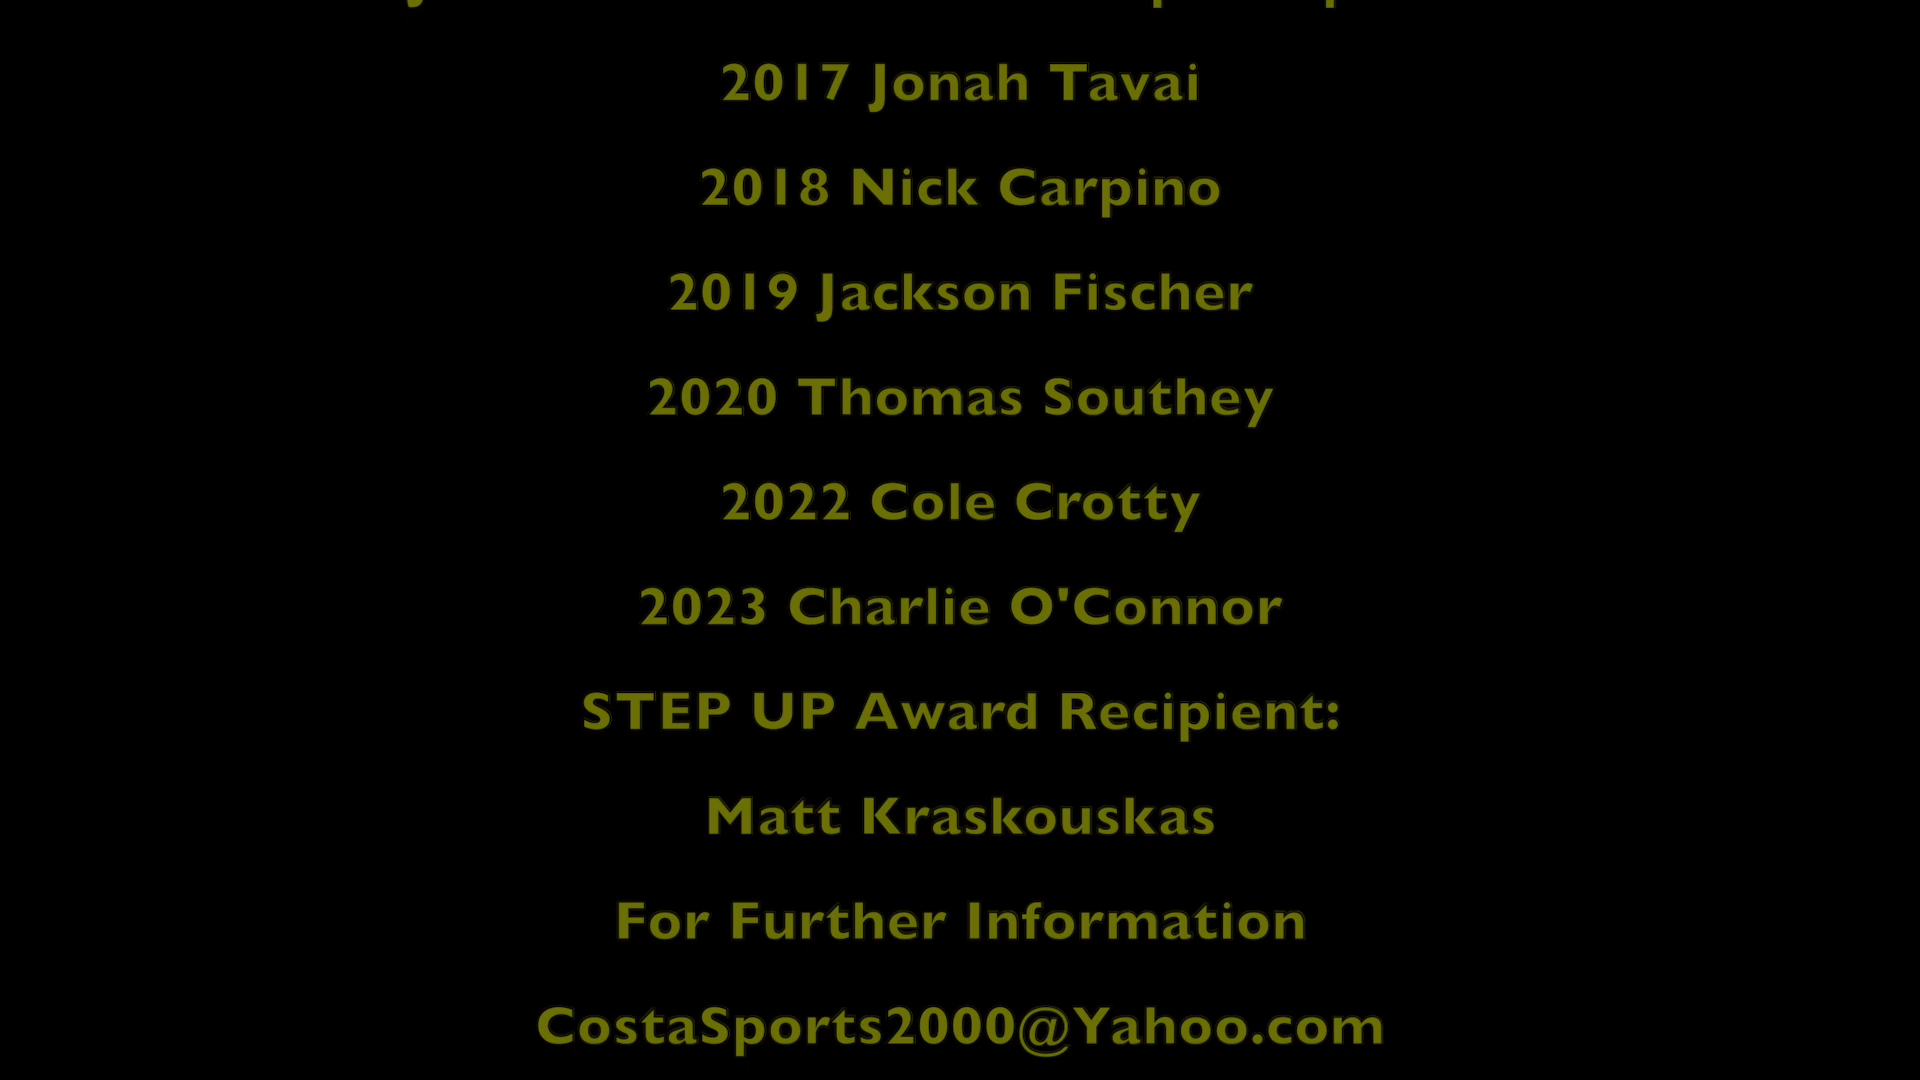 2017 Jonah Tavai
2018 Nick Carpino
2019 Jackson Fischer
2020 Thomas Southey
2022 Cole Crotty
2023 Charlie O'Connor
STEP UP Award Recipient:
Matt Kraskouskas
For Further Information
CostaSports2000@Yahoo.com